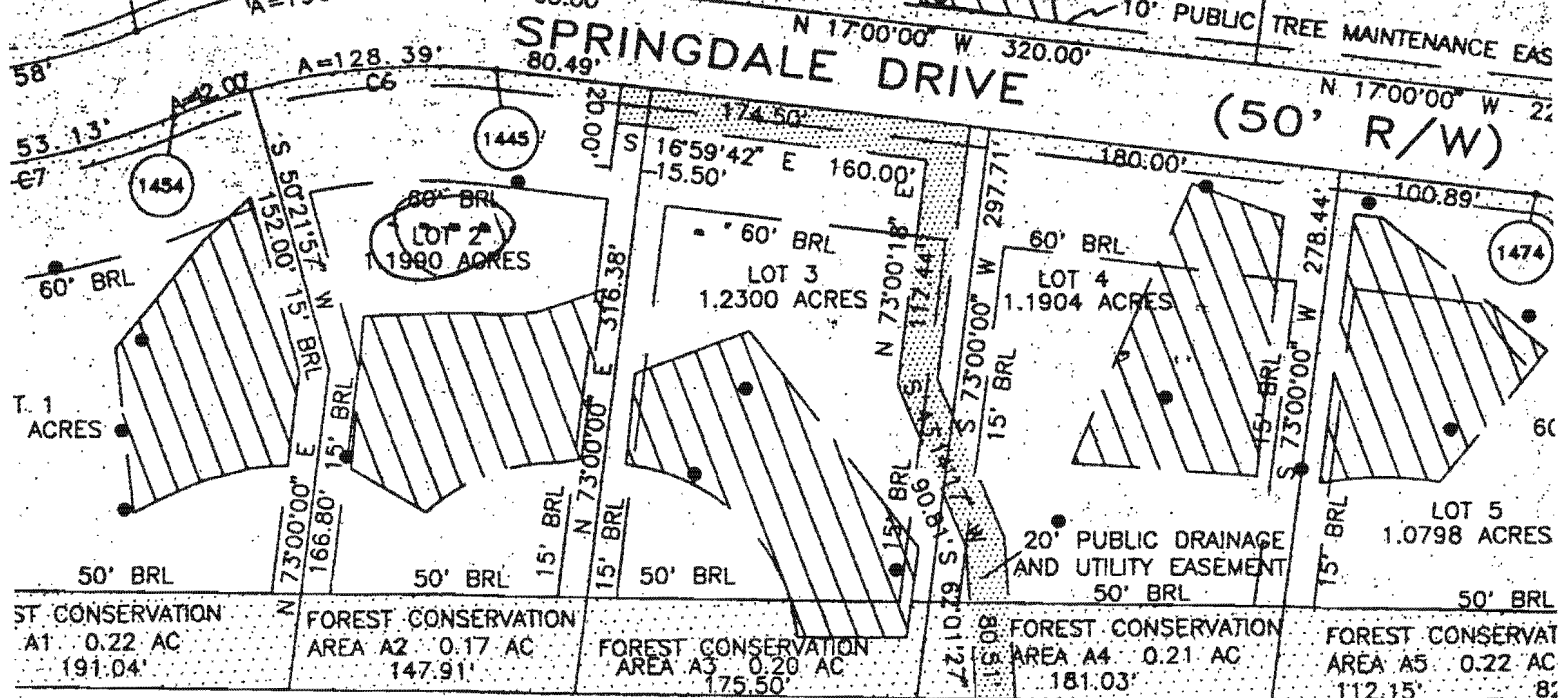 10' PUBLIC TREE MAINTENANCE EAS
N 17°00'00" W 320.00'
SPRINGDALE DRIVE
(50' R/W)
N 17°00'00" W 22
58'
A=42.00'
A=128.39'
C6
80.49'
53.13'
C7
1454
1445
20.00'
174.50'
S 16°59'42" E 160.00'
15.50'
180.00'
100.89'
1474
S 50°21'57" W
152.00'
15' BRL
60' BRL
LOT 2
1.1990 ACRES
60' BRL
LOT 3
1.2300 ACRES
N 73°00'18" E
112.44'
297.71'
S 73°00'00" W
15' BRL
60' BRL
LOT 4
1.1904 ACRES
15' BRL
278.44'
S 73°00'00" W
T. 1
ACRES
N 73°00'00" E
166.80'
15' BRL
316.38'
N 73°00'00" E
15' BRL
15' BRL
15' BRL
15' BRL
60
LOT 5
1.0798 ACRES
20' PUBLIC DRAINAGE
AND UTILITY EASEMENT
50' BRL
50' BRL
50' BRL
50' BRL
50' BRL
S 62°01'27"
80.51'
ST CONSERVATION
A1 0.22 AC
191.04'
FOREST CONSERVATION
AREA A2 0.17 AC
147.91'
FOREST CONSERVATION
AREA A3 0.20 AC
175.50'
FOREST CONSERVATION
AREA A4 0.21 AC
181.03'
FOREST CONSERVAT
AREA A5 0.22 AC
112.15'